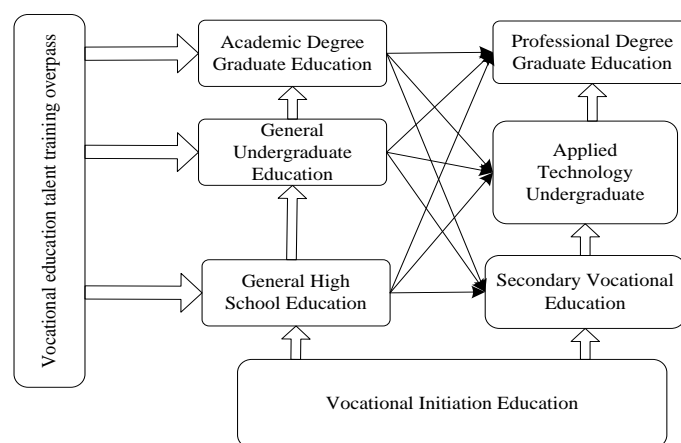 Vocational education talent training overpass
Academic Degree
Graduate Education
Professional Degree
Graduate Education
General
Undergraduate
Education
Applied
Technology
Undergraduate
General High
School Education
Secondary Vocational
Education
Vocational Initiation Education